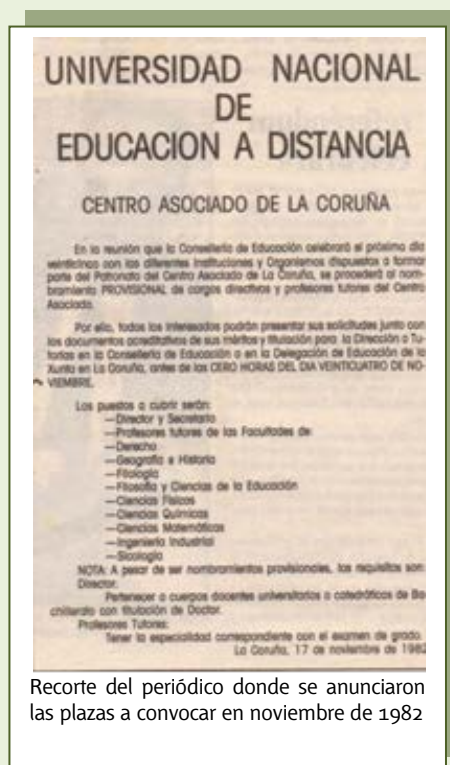 UNIVERSIDAD NACIONAL
DE
EDUCACION A DISTANCIA
CENTRO ASOCIADO DE LA CORUÑA
En la reunión que la Consellería de Educación celebrará el próximo día
veinticinco con las diferentes Instituciones y Organismos dispuestos a formar
parte del Patronato del Centro Asociado de La Coruña, se procederá al nom-
bramiento PROVISIONAL de cargos directivos y profesores tutores del Centro
Asociado.
Por ello, todos los interesados podrán presentar sus solicitudes junto con
los documentos acreditativos de sus méritos y titulación para la Dirección o Tu-
torías en la Consellería de Educación o en la Delegación de Educación de la
Xunta en La Coruña, antes de las CERO HORAS DEL DIA VEINTICUATRO DE NO-
VIEMBRE.
Los puestos a cubrir serán:
—Director y Secretario
—Profesores tutores de las Facultades de:
—Derecho
—Geografía e Historia
—Filología
—Filosofía y Ciencias de la Educación
—Ciencias Físicas
—Ciencias Químicas
—Ciencias Matemáticas
—Ingeniería Industrial
—Sicología
NOTA: A pesar de ser nombramientos provisionales, los requisitos son:
Director:
Pertenecer a cuerpos docentes universitarios o catedráticos de Ba-
chillerato con titulación de Doctor.
Profesores Tutores:
Tener la especialidad correspondiente con el examen de grado.
La Coruña, 17 de noviembre de 1982
Recorte del periódico donde se anunciaron
las plazas a convocar en noviembre de 1982